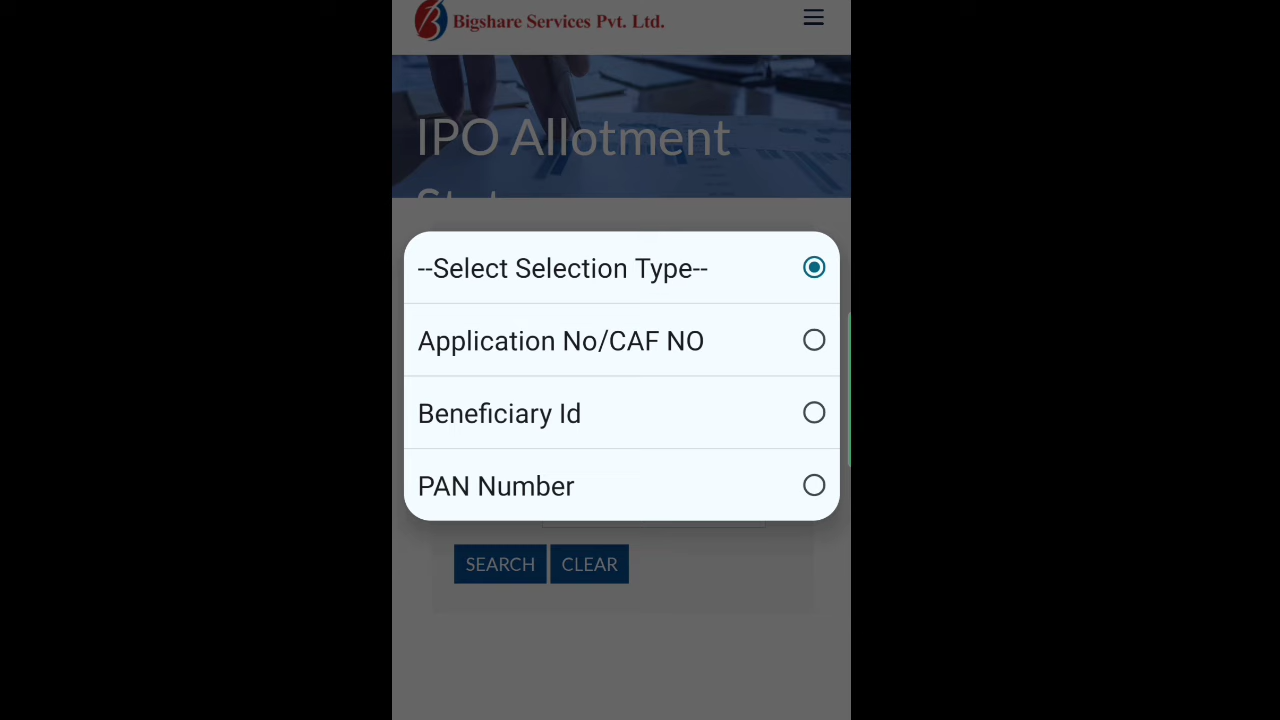 Bigshare Services Pvt. Ltd.
IPO Allotment
--Select Selection Type--
Application No/CAF NO
Beneficiary Id
PAN Number
SEARCH CLEAR